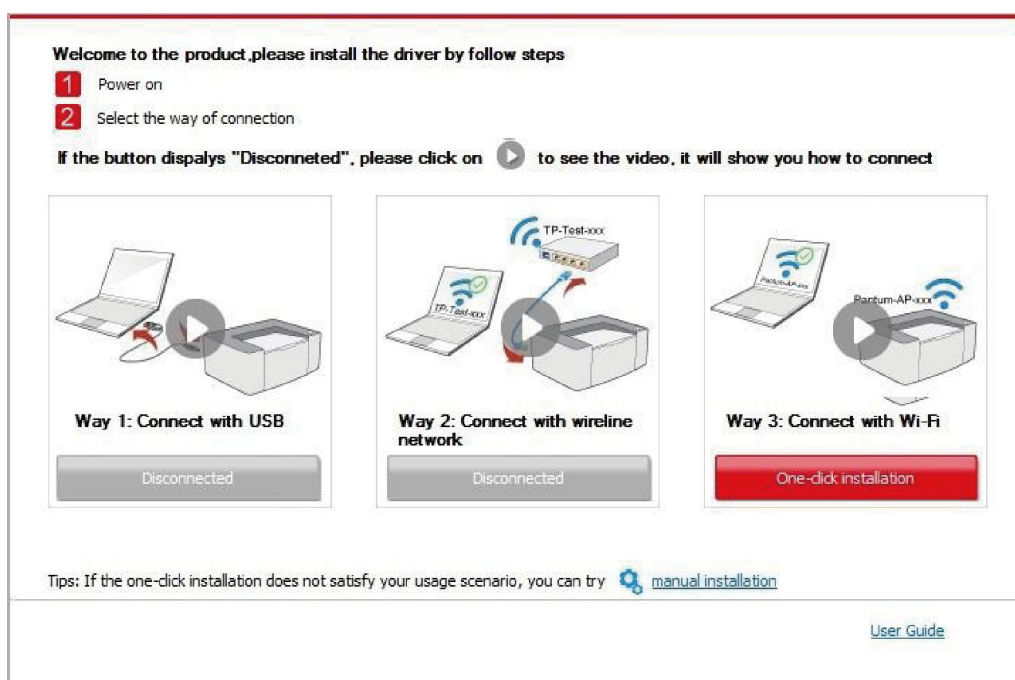 Welcome to the product,please install the driver by follow steps
1 Power on
2 Select the way of connection
If the button dispalys "Disconneted", please click on to see the video, it will show you how to connect
TP-Test-xxx
TP-Test-xxx
Pantum-AP-xxx
Pantum-AP-xxx
Way 1: Connect with USB
Disconnected
Way 2: Connect with wireline
network
Disconnected
Way 3: Connect with Wi-Fi
One-click installation
Tips: If the one-click installation does not satisfy your usage scenario, you can try manual installation
User Guide